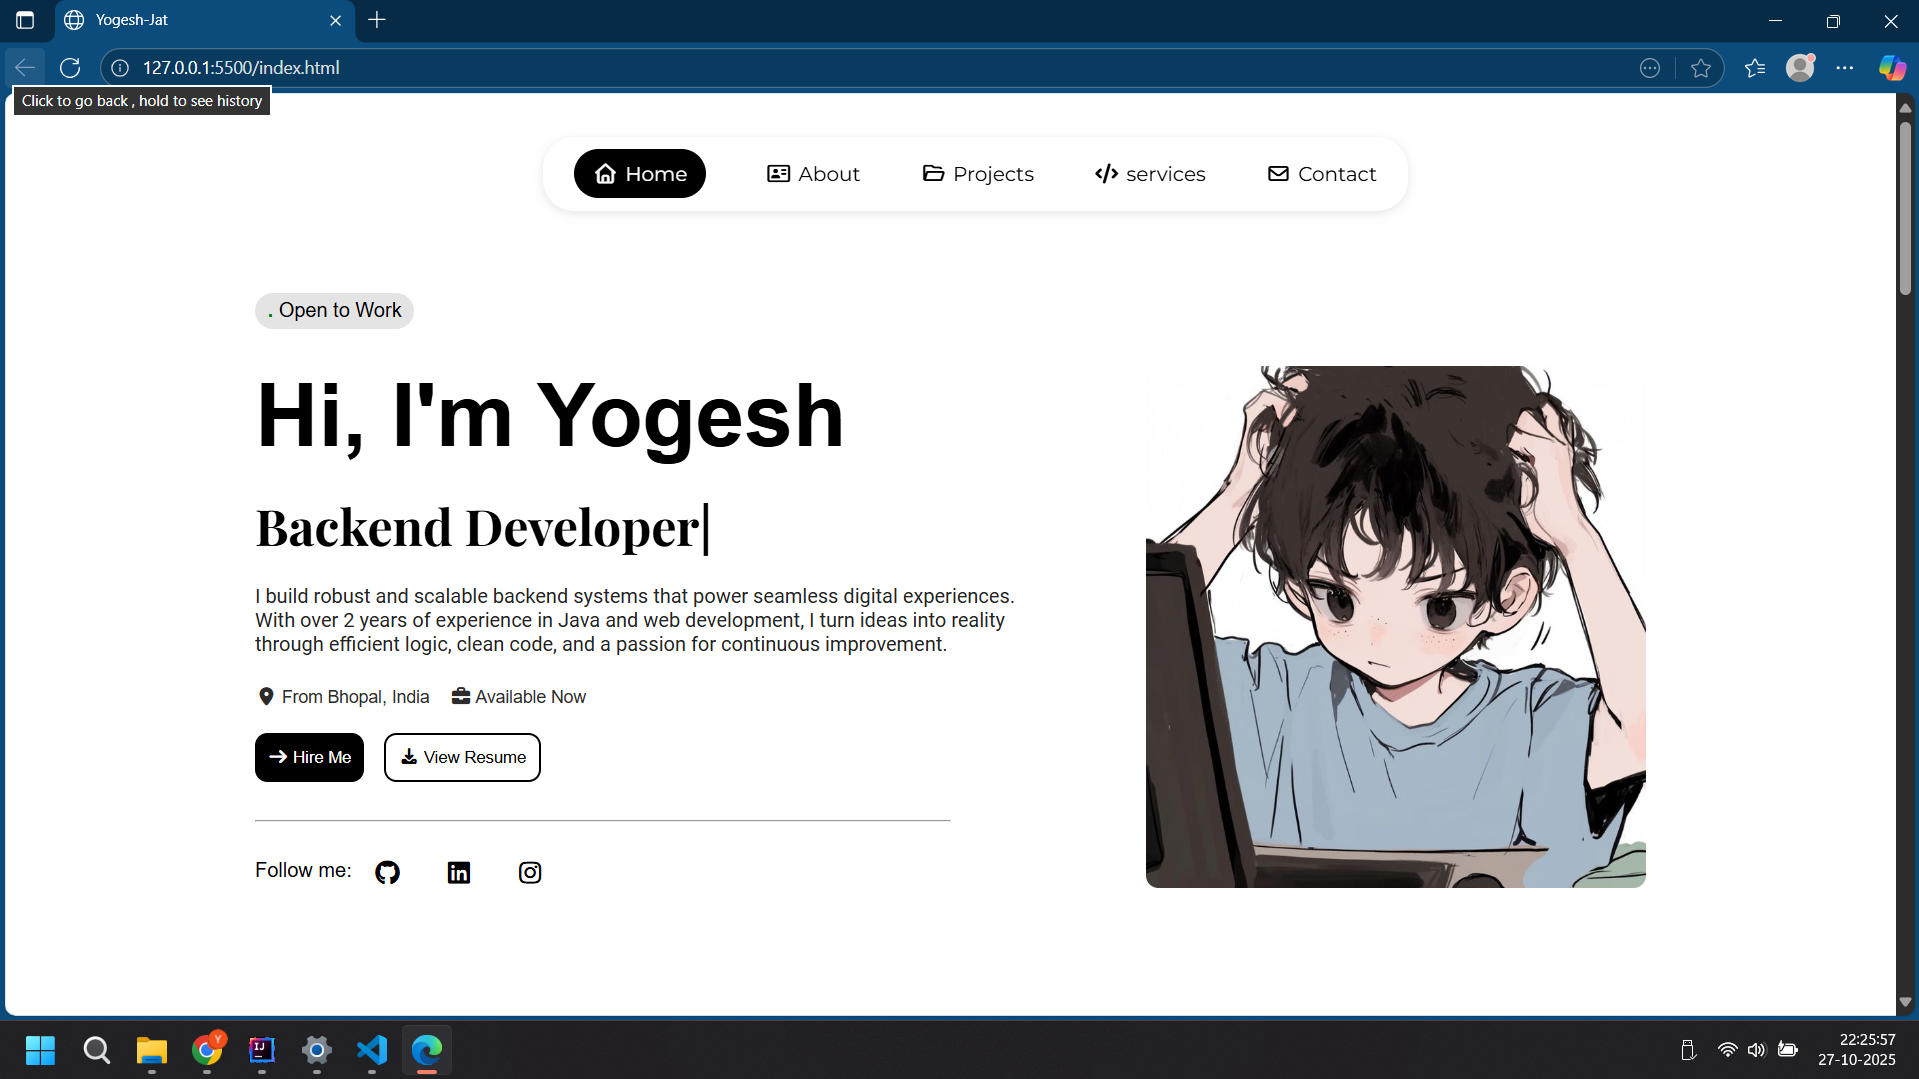 Yogesh-Jat
127.0.0.1:5500/index.html
Click to go back , hold to see history
Home About Projects services Contact
. Open to Work
Hi, I'm Yogesh
Backend Developer|
I build robust and scalable backend systems that power seamless digital experiences.
With over 2 years of experience in Java and web development, I turn ideas into reality
through efficient logic, clean code, and a passion for continuous improvement.
From Bhopal, India Available Now
Hire Me View Resume
Follow me:
Y
IJ
22:25:57
27-10-2025